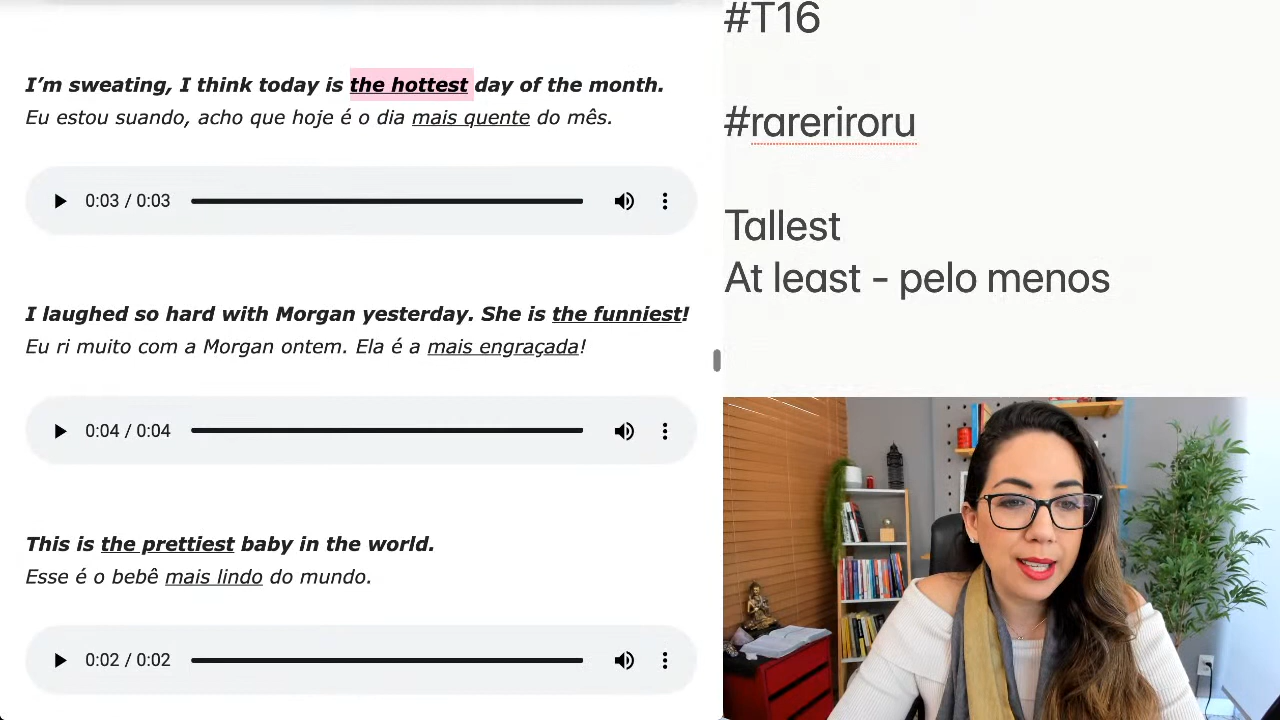 I’m sweating, I think today is the hottest day of the month.
Eu estou suando, acho que hoje é o dia mais quente do mês.
0:03 / 0:03
I laughed so hard with Morgan yesterday. She is the funniest!
Eu ri muito com a Morgan ontem. Ela é a mais engraçada!
0:04 / 0:04
This is the prettiest baby in the world.
Esse é o bebê mais lindo do mundo.
0:02 / 0:02
#T16
#rareriroru
Tallest
At least - pelo menos